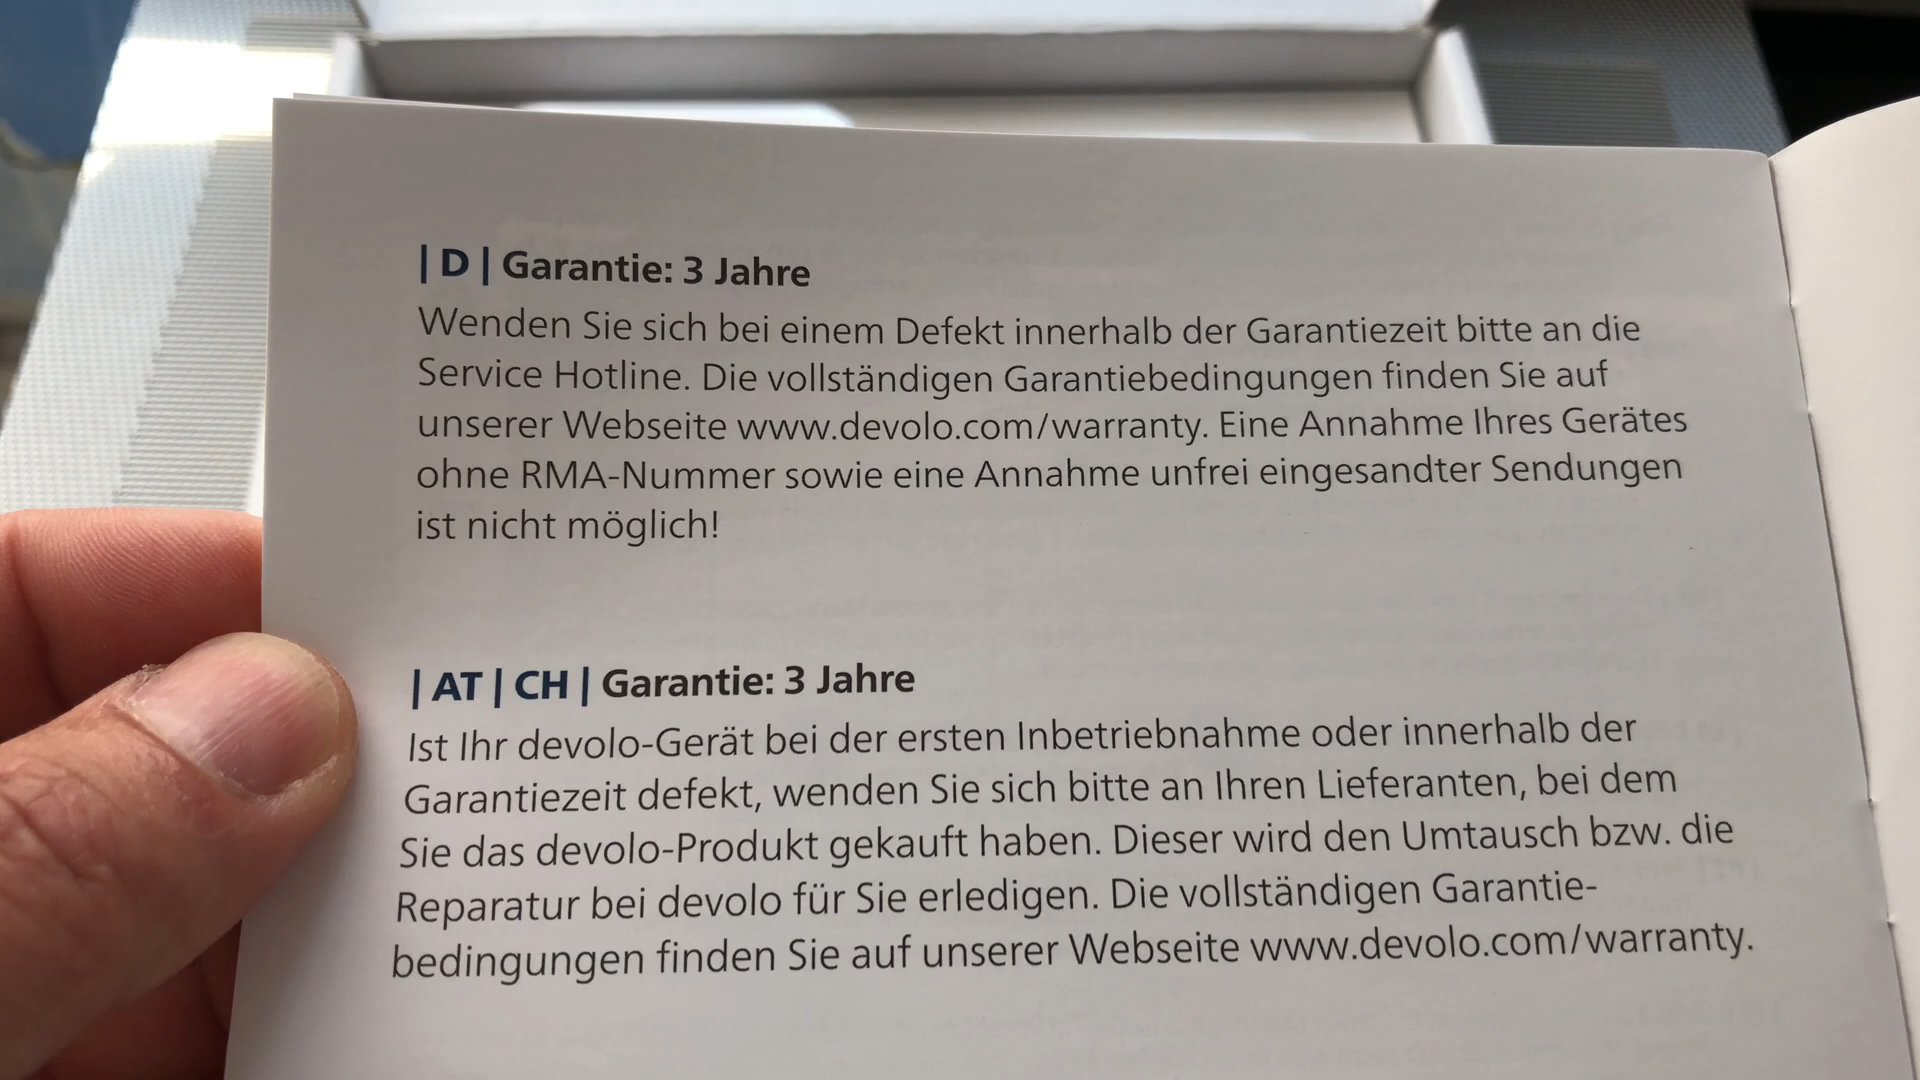 | D | Garantie: 3 Jahre
Wenden Sie sich bei einem Defekt innerhalb der Garantiezeit bitte an die
Service Hotline. Die vollständigen Garantiebedingungen finden Sie auf
unserer Webseite www.devolo.com/warranty. Eine Annahme Ihres Gerätes
ohne RMA-Nummer sowie eine Annahme unfrei eingesandter Sendungen
ist nicht möglich!
| AT | CH | Garantie: 3 Jahre
Ist Ihr devolo-Gerät bei der ersten Inbetriebnahme oder innerhalb der
Garantiezeit defekt, wenden Sie sich bitte an Ihren Lieferanten, bei dem
Sie das devolo-Produkt gekauft haben. Dieser wird den Umtausch bzw. die
Reparatur bei devolo für Sie erledigen. Die vollständigen Garantie-
bedingungen finden Sie auf unserer Webseite www.devolo.com/warranty.